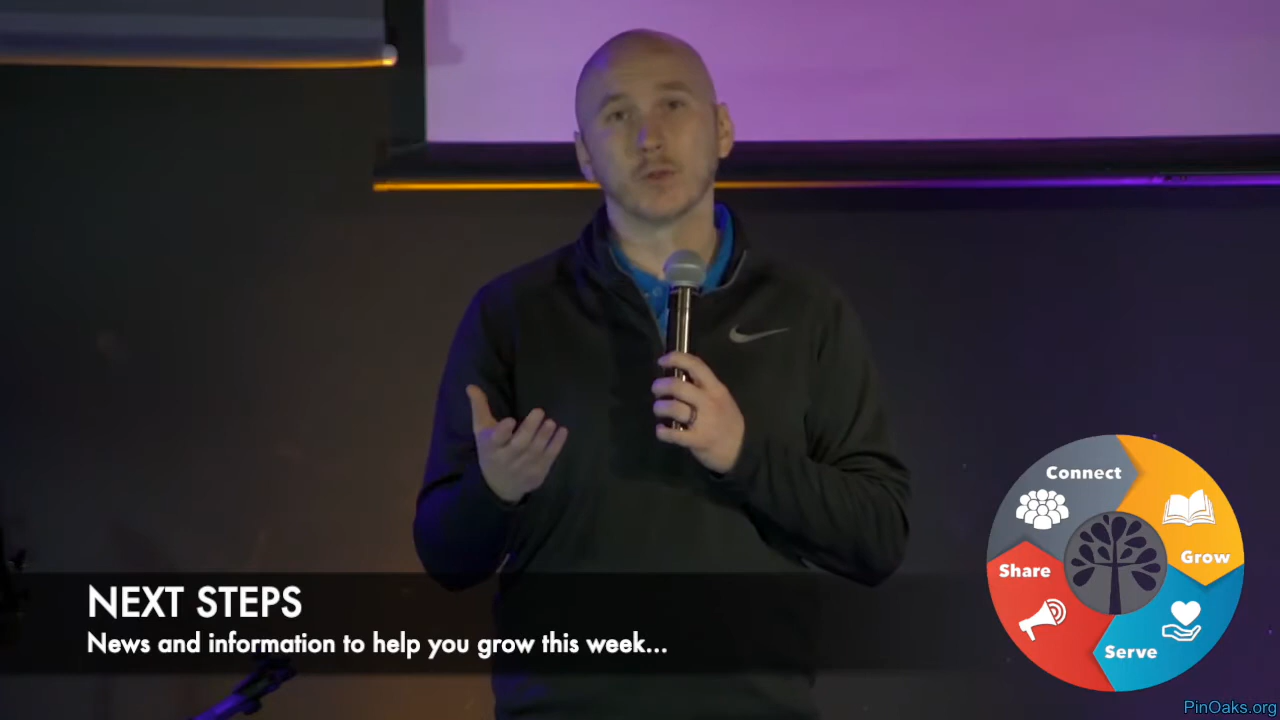 Connect
Grow
Share
Serve
NEXT STEPS
News and information to help you grow this week...
PinOaks.org